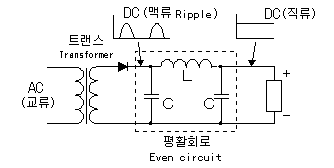 DC(맥류 Ripple)
DC(직류)
트랜스
Transformer
AC
(교류)
L
C
C
+
−
평활회로
Even circuit